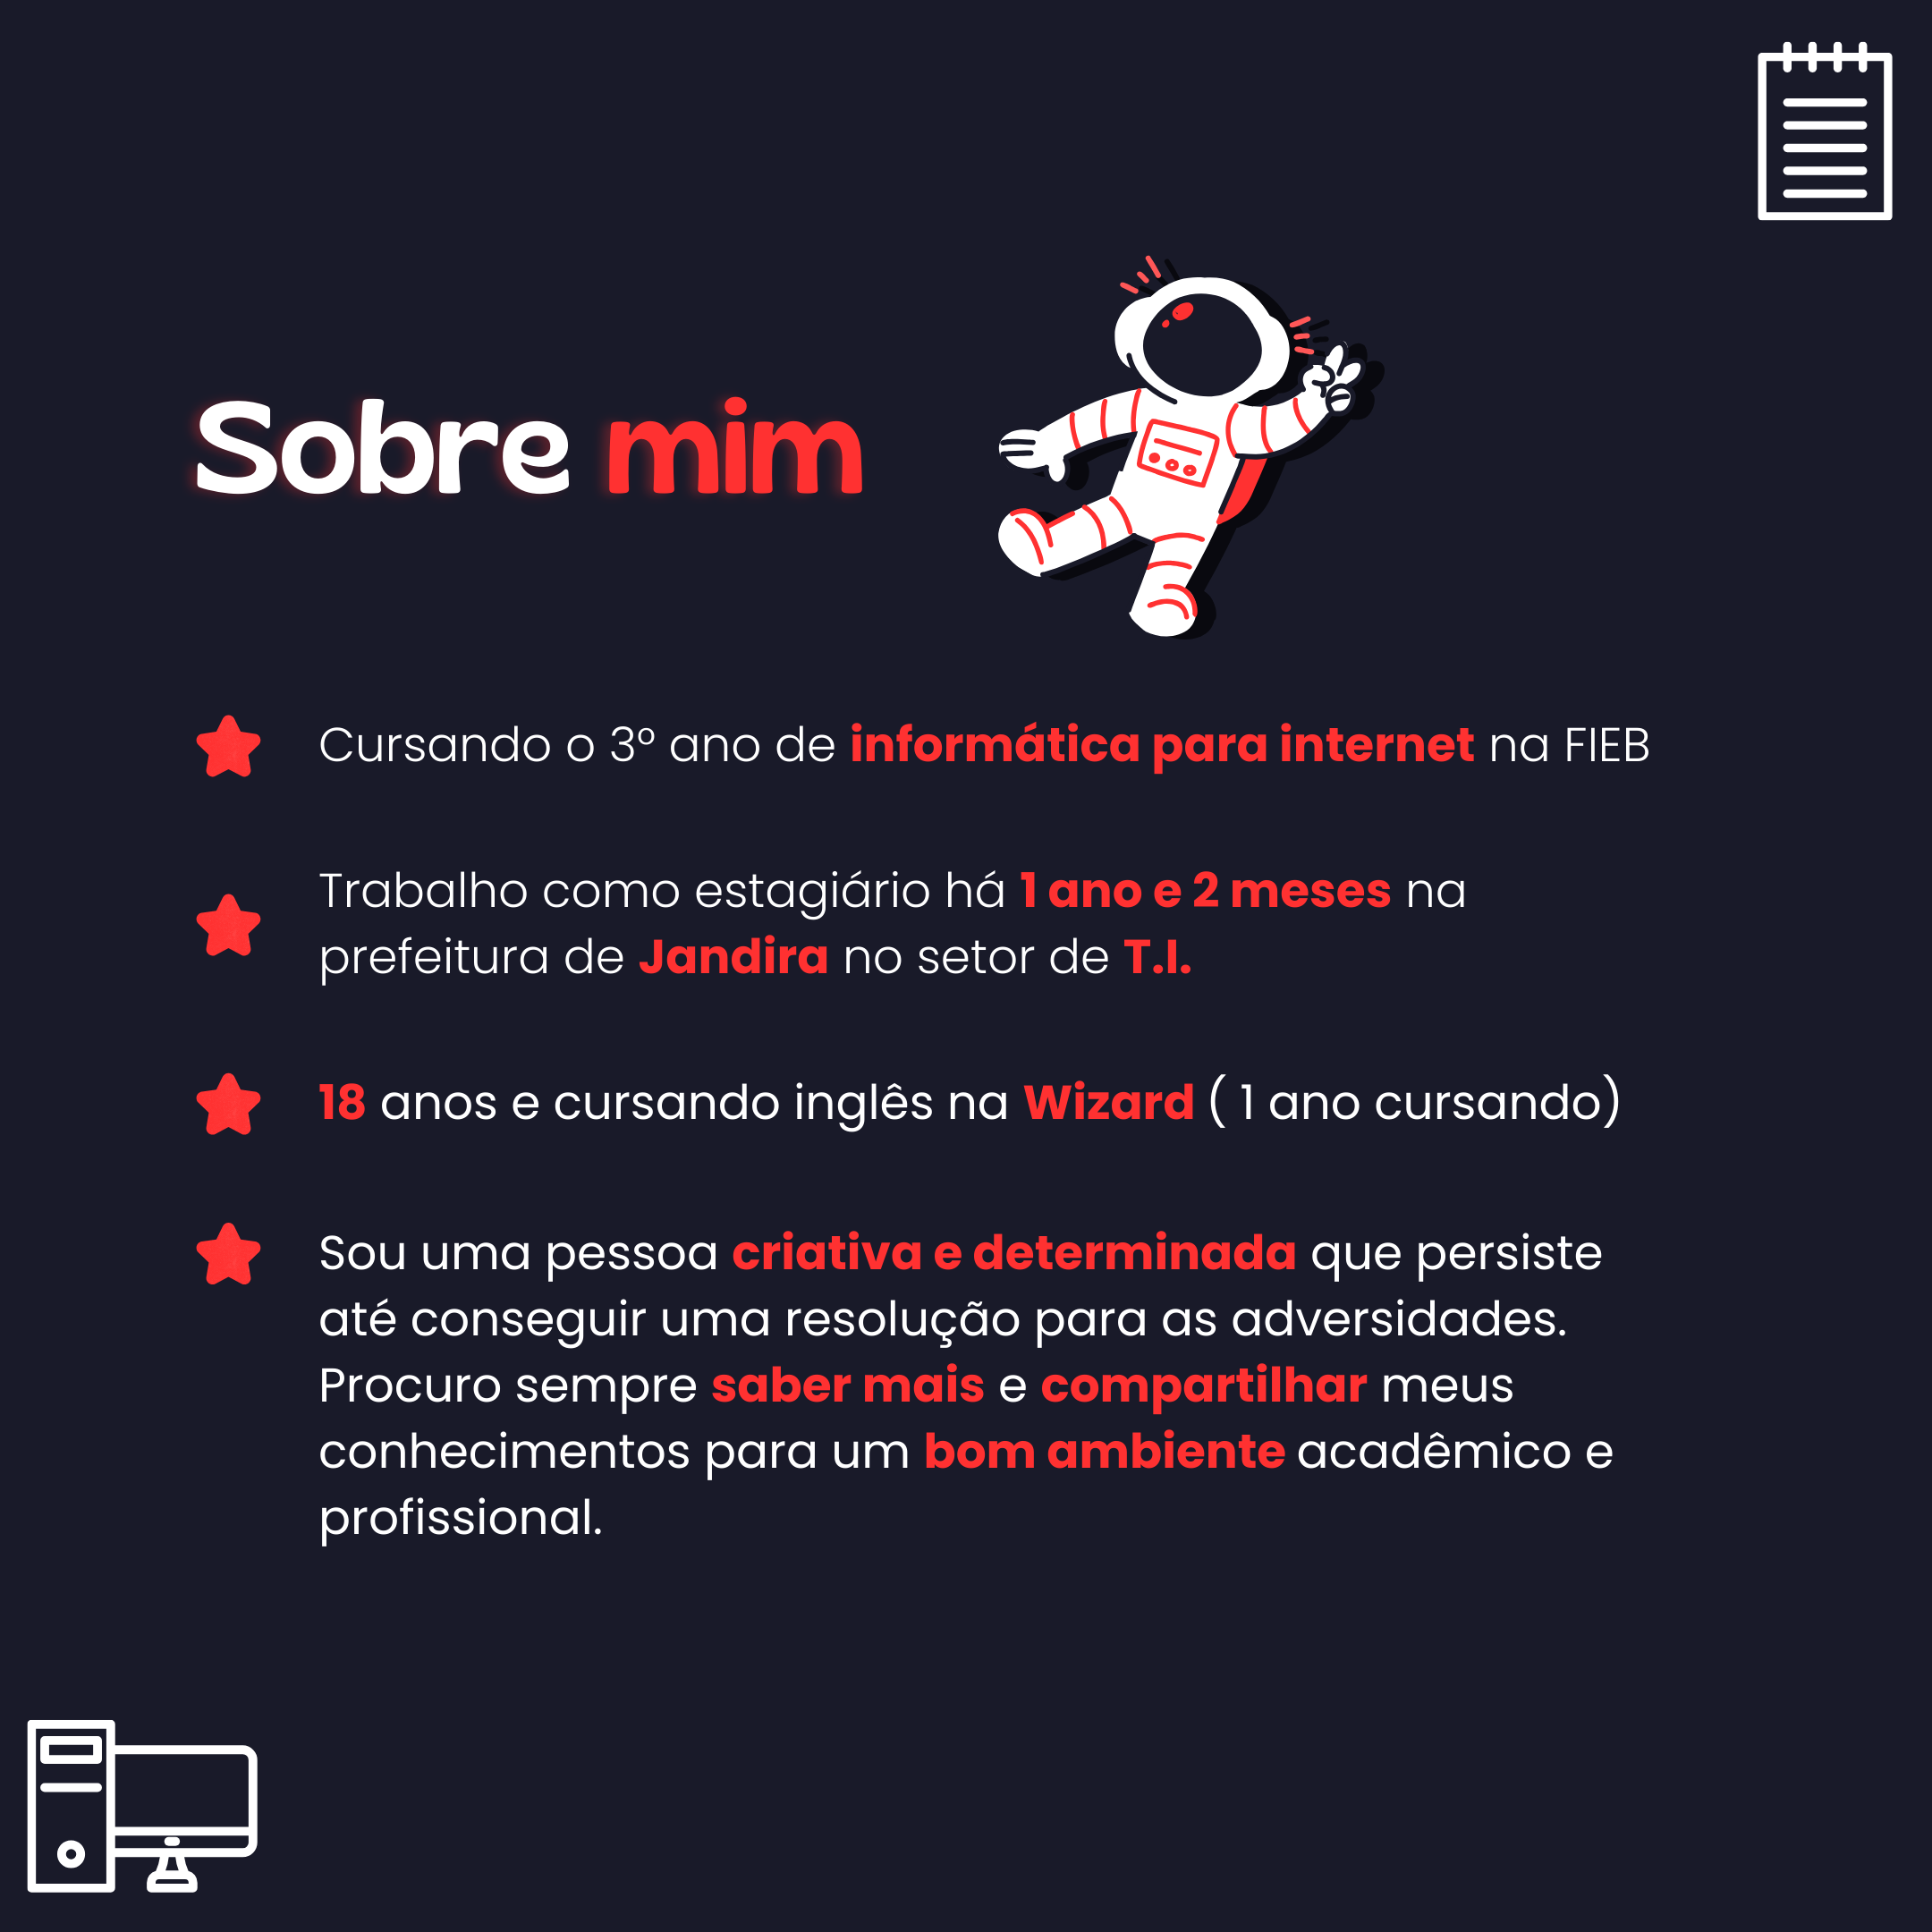 Sobre mim
Cursando o 3º ano de informática para internet na FIEB
Trabalho como estagiário há 1 ano e 2 meses na
prefeitura de Jandira no setor de T.I.
18 anos e cursando inglês na Wizard ( 1 ano cursando)
Sou uma pessoa criativa e determinada que persiste
até conseguir uma resolução para as adversidades.
Procuro sempre saber mais e compartilhar meus
conhecimentos para um bom ambiente acadêmico e
profissional.